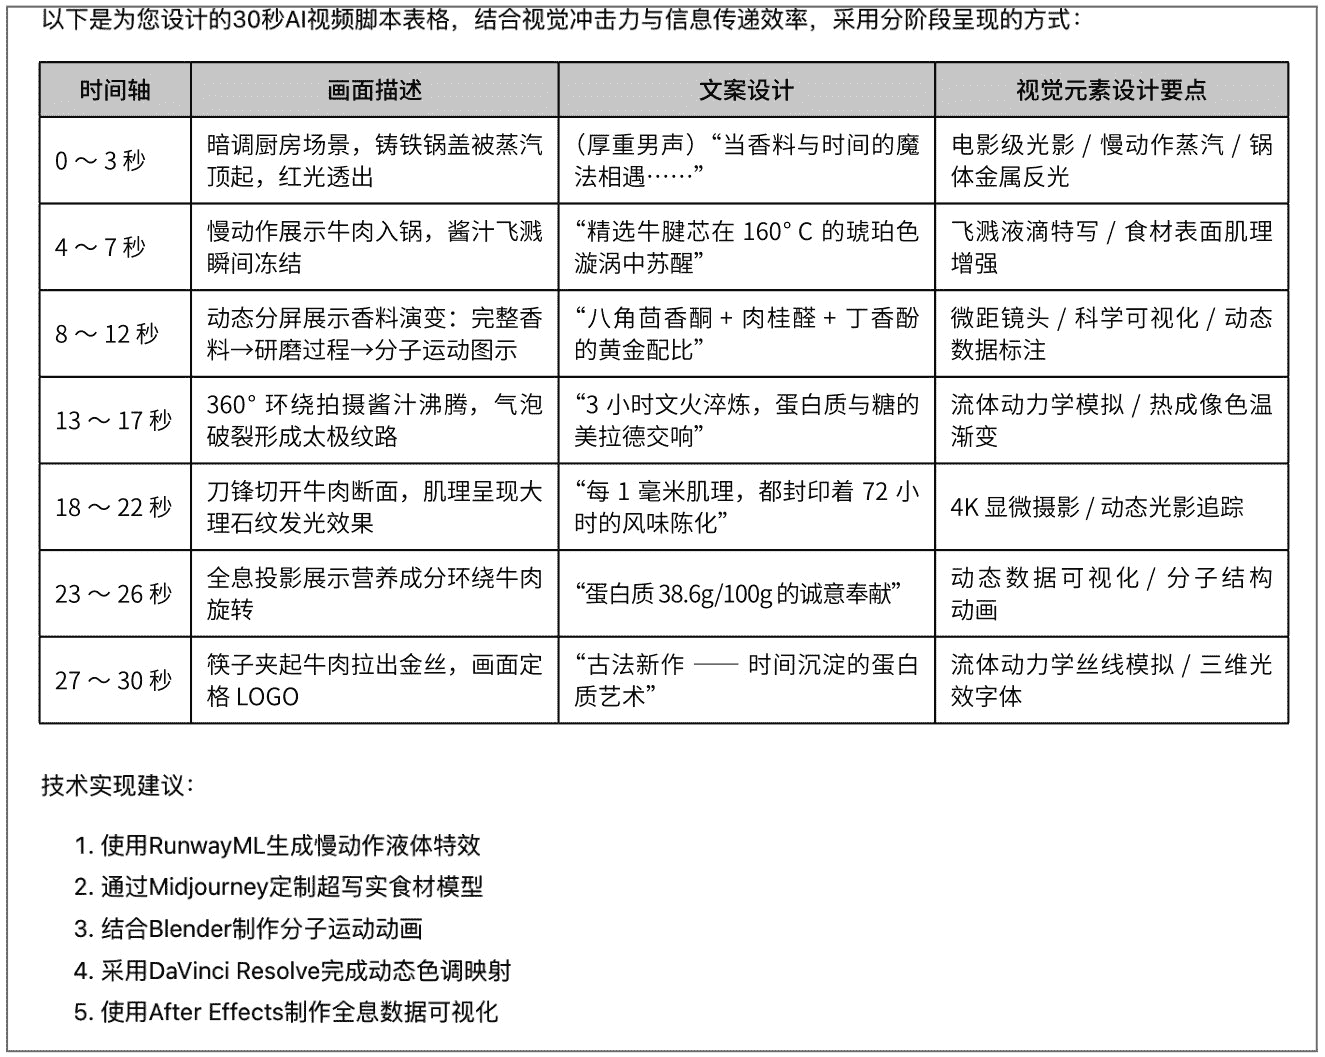 以下是为您设计的30秒AI视频脚本表格，结合视觉冲击力与信息传递效率，采用分阶段呈现的方式：
时间轴
画面描述
文案设计
视觉元素设计要点
0～3秒
暗调厨房场景，铸铁锅盖被蒸汽
顶起，红光透出
（厚重男声）“当香料与时间的魔
法相遇……”
电影级光影 / 慢动作蒸汽 / 锅
体金属反光
4～7秒
慢动作展示牛肉入锅，酱汁飞溅
瞬间冻结
“精选牛腱芯在 160° C 的琥珀色
漩涡中苏醒”
飞溅液滴特写 / 食材表面肌理
增强
8～12秒
动态分屏展示香料演变：完整香
料→研磨过程→分子运动图示
“八角茴香酮 + 肉桂醛 + 丁香酚
的黄金配比”
微距镜头 / 科学可视化 / 动态
数据标注
13～17秒
360° 环绕拍摄酱汁沸腾，气泡
破裂形成太极纹路
“3 小时文火淬炼，蛋白质与糖的
美拉德交响”
流体动力学模拟 / 热成像色温
渐变
18～22秒
刀锋切开牛肉断面，肌理呈现大
理石纹发光效果
“每 1 毫米肌理，都封印着 72 小
时的风味陈化”
4K 显微摄影 / 动态光影追踪
23～26秒
全息投影展示营养成分环绕牛肉
旋转
“蛋白质 38.6g/100g 的诚意奉献”
动态数据可视化 / 分子结构
动画
27～30秒
筷子夹起牛肉拉出金丝，画面定
格 LOGO
“古法新作 —— 时间沉淀的蛋白
质艺术”
流体动力学丝线模拟 / 三维光
效字体
技术实现建议：
1. 使用RunwayML生成慢动作液体特效
2. 通过Midjourney定制超写实食材模型
3. 结合Blender制作分子运动动画
4. 采用DaVinci Resolve完成动态色调映射
5. 使用After Effects制作全息数据可视化